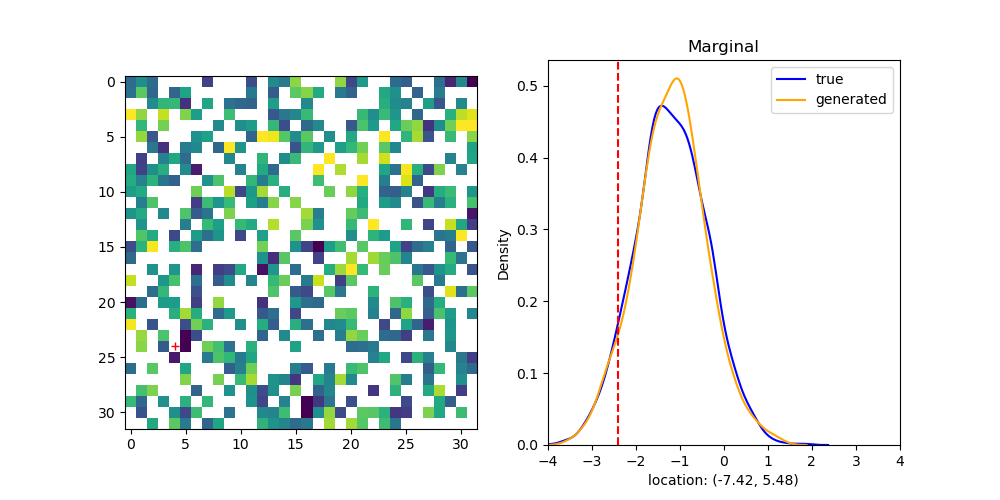 0
5
10
15
20
25
30
0 5 10 15 20 25 30
Marginal
true
generated
Density
0.5
0.4
0.3
0.2
0.1
0.0
−4 −3 −2 −1 0 1 2 3 4
location: (-7.42, 5.48)